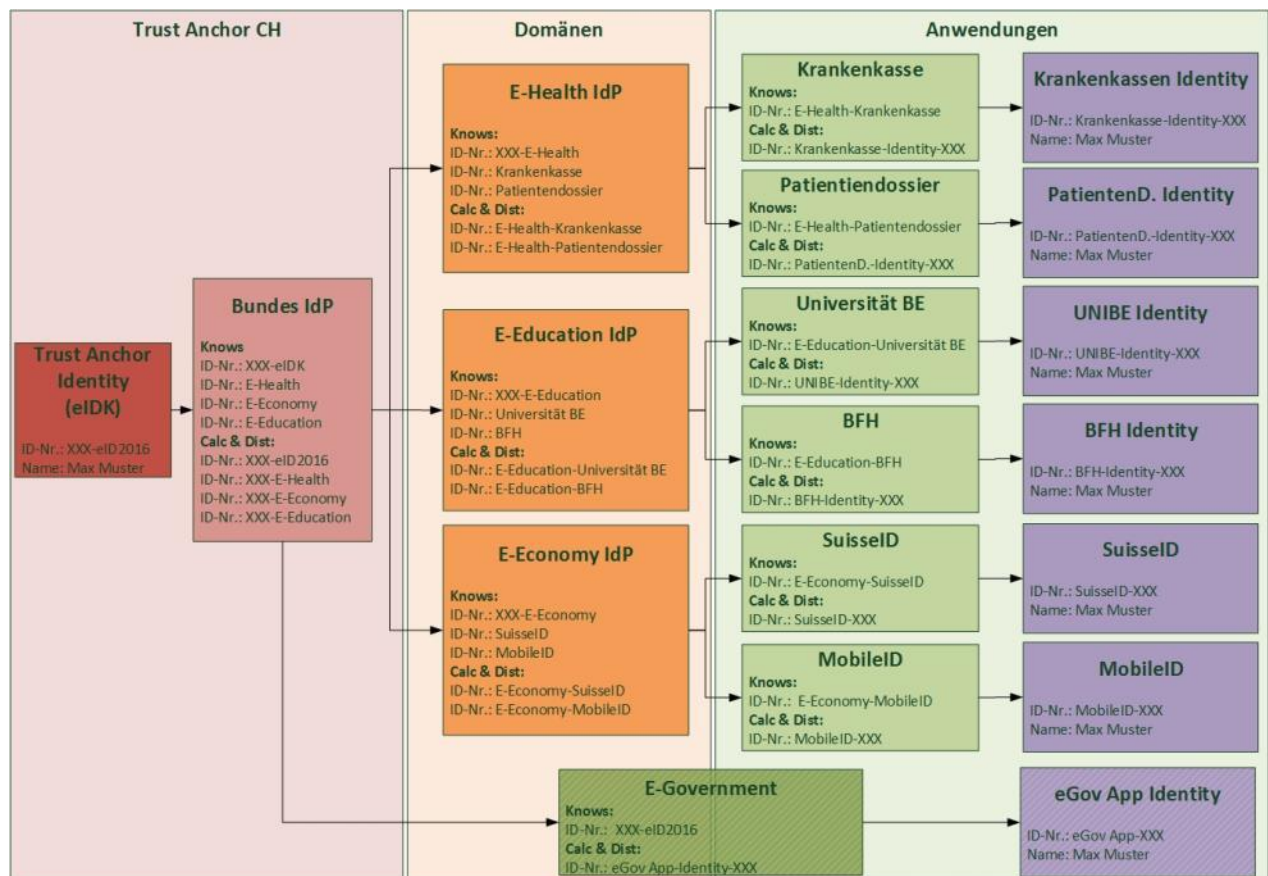 Trust Anchor CH
Domänen
Anwendungen
Trust Anchor
Identity
(eIDK)
ID-Nr.: XXX-eID2016
Name: Max Muster
Bundes IdP
Knows
ID-Nr.: XXX-eIDK
ID-Nr.: E-Health
ID-Nr.: E-Economy
ID-Nr.: E-Education
Calc & Dist:
ID-Nr.: XXX-eID2016
ID-Nr.: XXX-E-Health
ID-Nr.: XXX-E-Economy
ID-Nr.: XXX-E-Education
E-Health IdP
Knows:
ID-Nr.: XXX-E-Health
ID-Nr.: Krankenkasse
ID-Nr.: Patientendossier
Calc & Dist:
ID-Nr.: E-Health-Krankenkasse
ID-Nr.: E-Health-Patientendossier
E-Education IdP
Knows:
ID-Nr.: XXX-E-Education
ID-Nr.: Universität BE
ID-Nr.: BFH
Calc & Dist:
ID-Nr.: E-Education-Universität BE
ID-Nr.: E-Education-BFH
E-Economy IdP
Knows:
ID-Nr.: XXX-E-Economy
ID-Nr.: SuisseID
ID-Nr.: MobileID
Calc & Dist:
ID-Nr.: E-Economy-SuisseID
ID-Nr.: E-Economy-MobileID
E-Government
Knows:
ID-Nr.: XXX-eID2016
Calc & Dist:
ID-Nr.: eGov App-Identity-XXX
Krankenkasse
Knows:
ID-Nr.: E-Health-Krankenkasse
Calc & Dist:
ID-Nr.: Krankenkasse-Identity-XXX
Patientiendossier
Knows:
ID-Nr.: E-Health-Patientendossier
Calc & Dist:
ID-Nr.: PatientenD.-Identity-XXX
Universität BE
Knows:
ID-Nr.: E-Education-Universität BE
Calc & Dist:
ID-Nr.: UNIBE-Identity-XXX
BFH
Knows:
ID-Nr.: E-Education-BFH
Calc & Dist:
ID-Nr.: BFH-Identity-XXX
SuisseID
Knows:
ID-Nr.: E-Economy-SuisseID
Calc & Dist:
ID-Nr.: SuisseID-XXX
MobileID
Knows:
ID-Nr.: E-Economy-MobileID
Calc & Dist:
ID-Nr.: MobileID-XXX
Krankenkassen Identity
ID-Nr.: Krankenkasse-Identity-XXX
Name: Max Muster
PatientenD. Identity
ID-Nr.: PatientenD.-Identity-XXX
Name: Max Muster
UNIBE Identity
ID-Nr.: UNIBE-Identity-XXX
Name: Max Muster
BFH Identity
ID-Nr.: BFH-Identity-XXX
Name: Max Muster
SuisseID
ID-Nr.: SuisseID-XXX
Name: Max Muster
MobileID
ID-Nr.: MobileID-XXX
Name: Max Muster
eGov App Identity
ID-Nr.: eGov App-XXX
Name: Max Muster